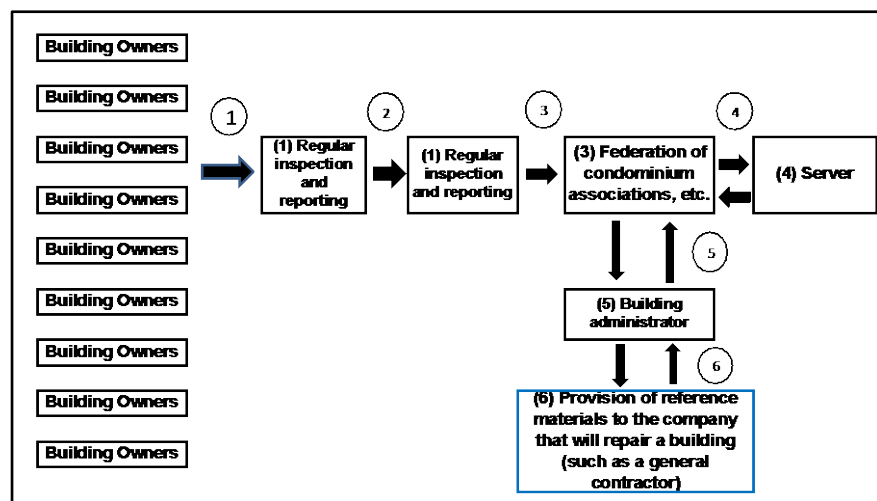 Building Owners
Building Owners
Building Owners
Building Owners
Building Owners
Building Owners
Building Owners
Building Owners
Building Owners
1
(1) Regular
inspection
and
reporting
2
(1) Regular
inspection
and reporting
3
(3) Federation of
condominium
associations, etc.
4
(4) Server
5
(5) Building
administrator
6
(6) Provision of reference
materials to the company
that will repair a building
(such as a general
contractor)